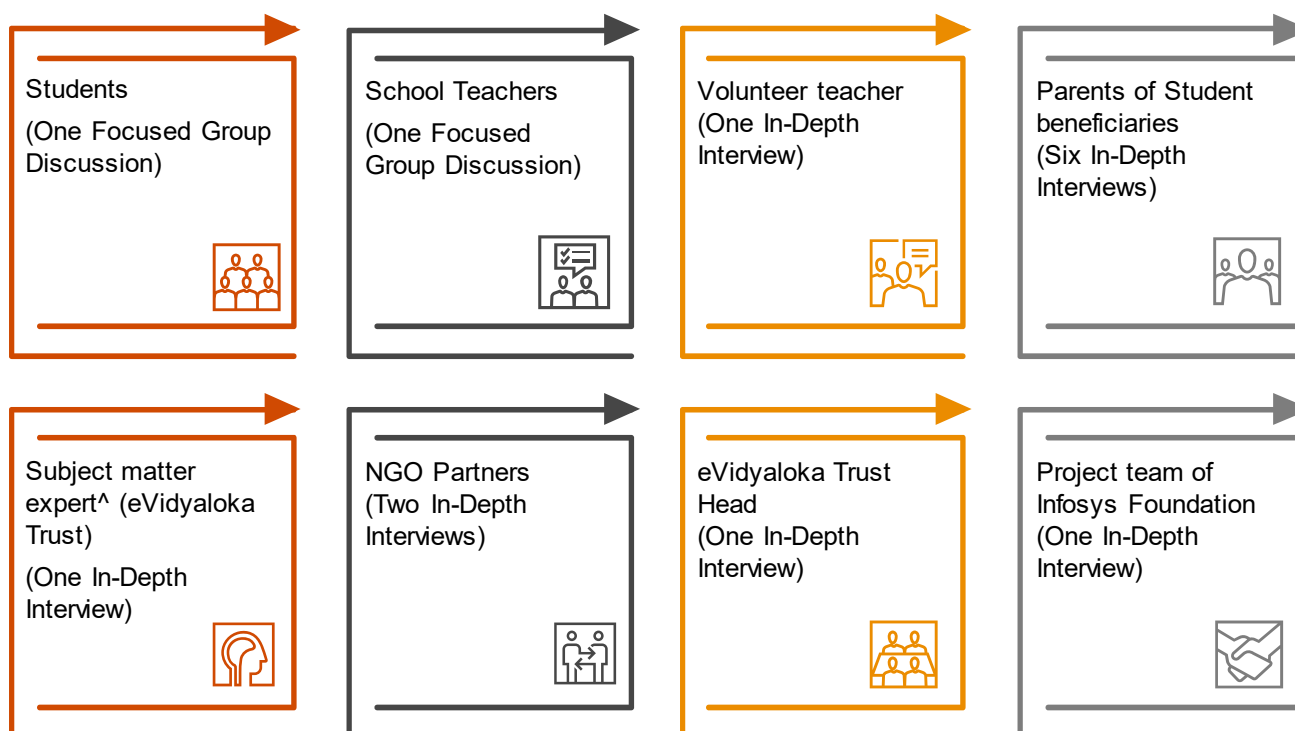 Students
(One Focused Group
Discussion)
School Teachers
(One Focused
Group Discussion)
Volunteer teacher
(One In-Depth
Interview)
Parents of Student
beneficiaries
(Six In-Depth
Interviews)
Subject matter
expert^ (eVidyaloka
Trust)
(One In-Depth
Interview)
NGO Partners
(Two In-Depth
Interviews)
eVidyaloka Trust
Head
(One In-Depth
Interview)
Project team of
Infosys Foundation
(One In-Depth
Interview)